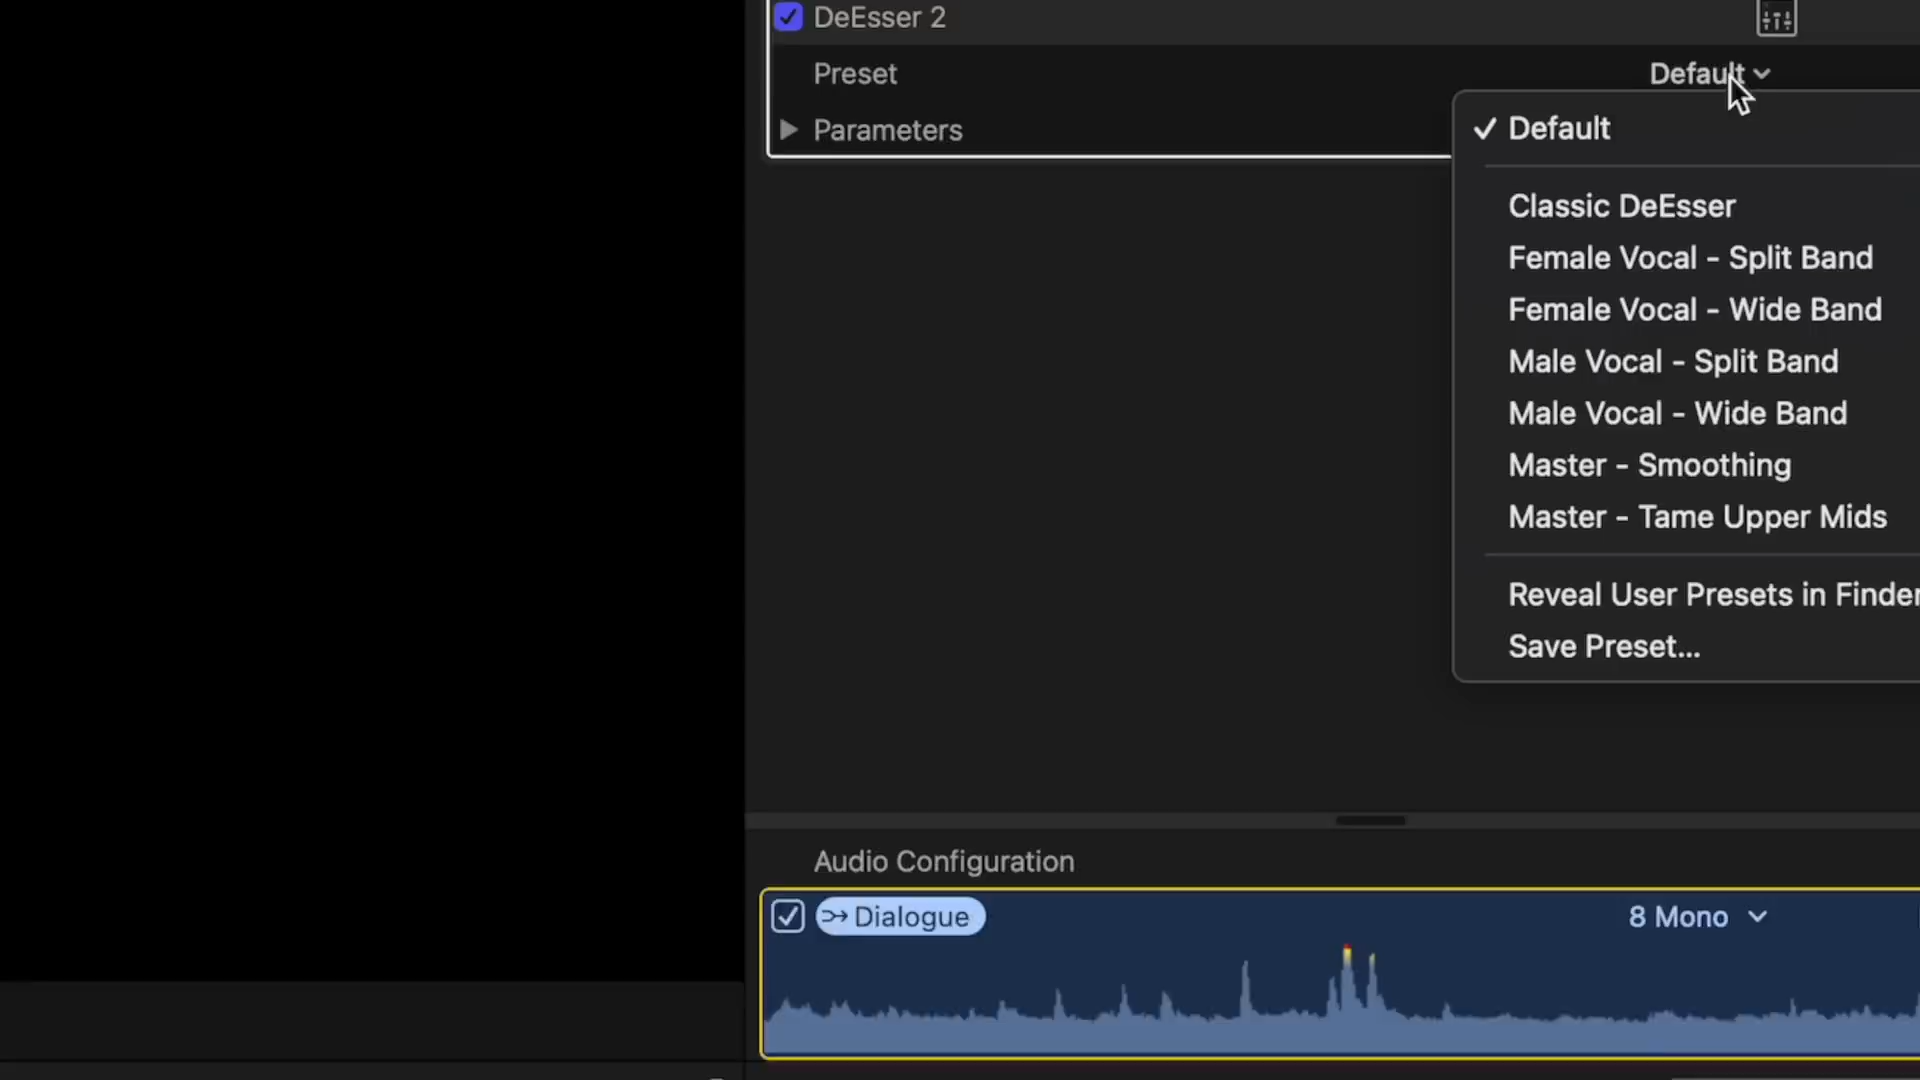 DeEsser 2
Preset
Default
Parameters
Default
Classic DeEsser
Female Vocal - Split Band
Female Vocal - Wide Band
Male Vocal - Split Band
Male Vocal - Wide Band
Master - Smoothing
Master - Tame Upper Mids
Reveal User Presets in Finder
Save Preset...
Audio Configuration
Dialogue
8 Mono